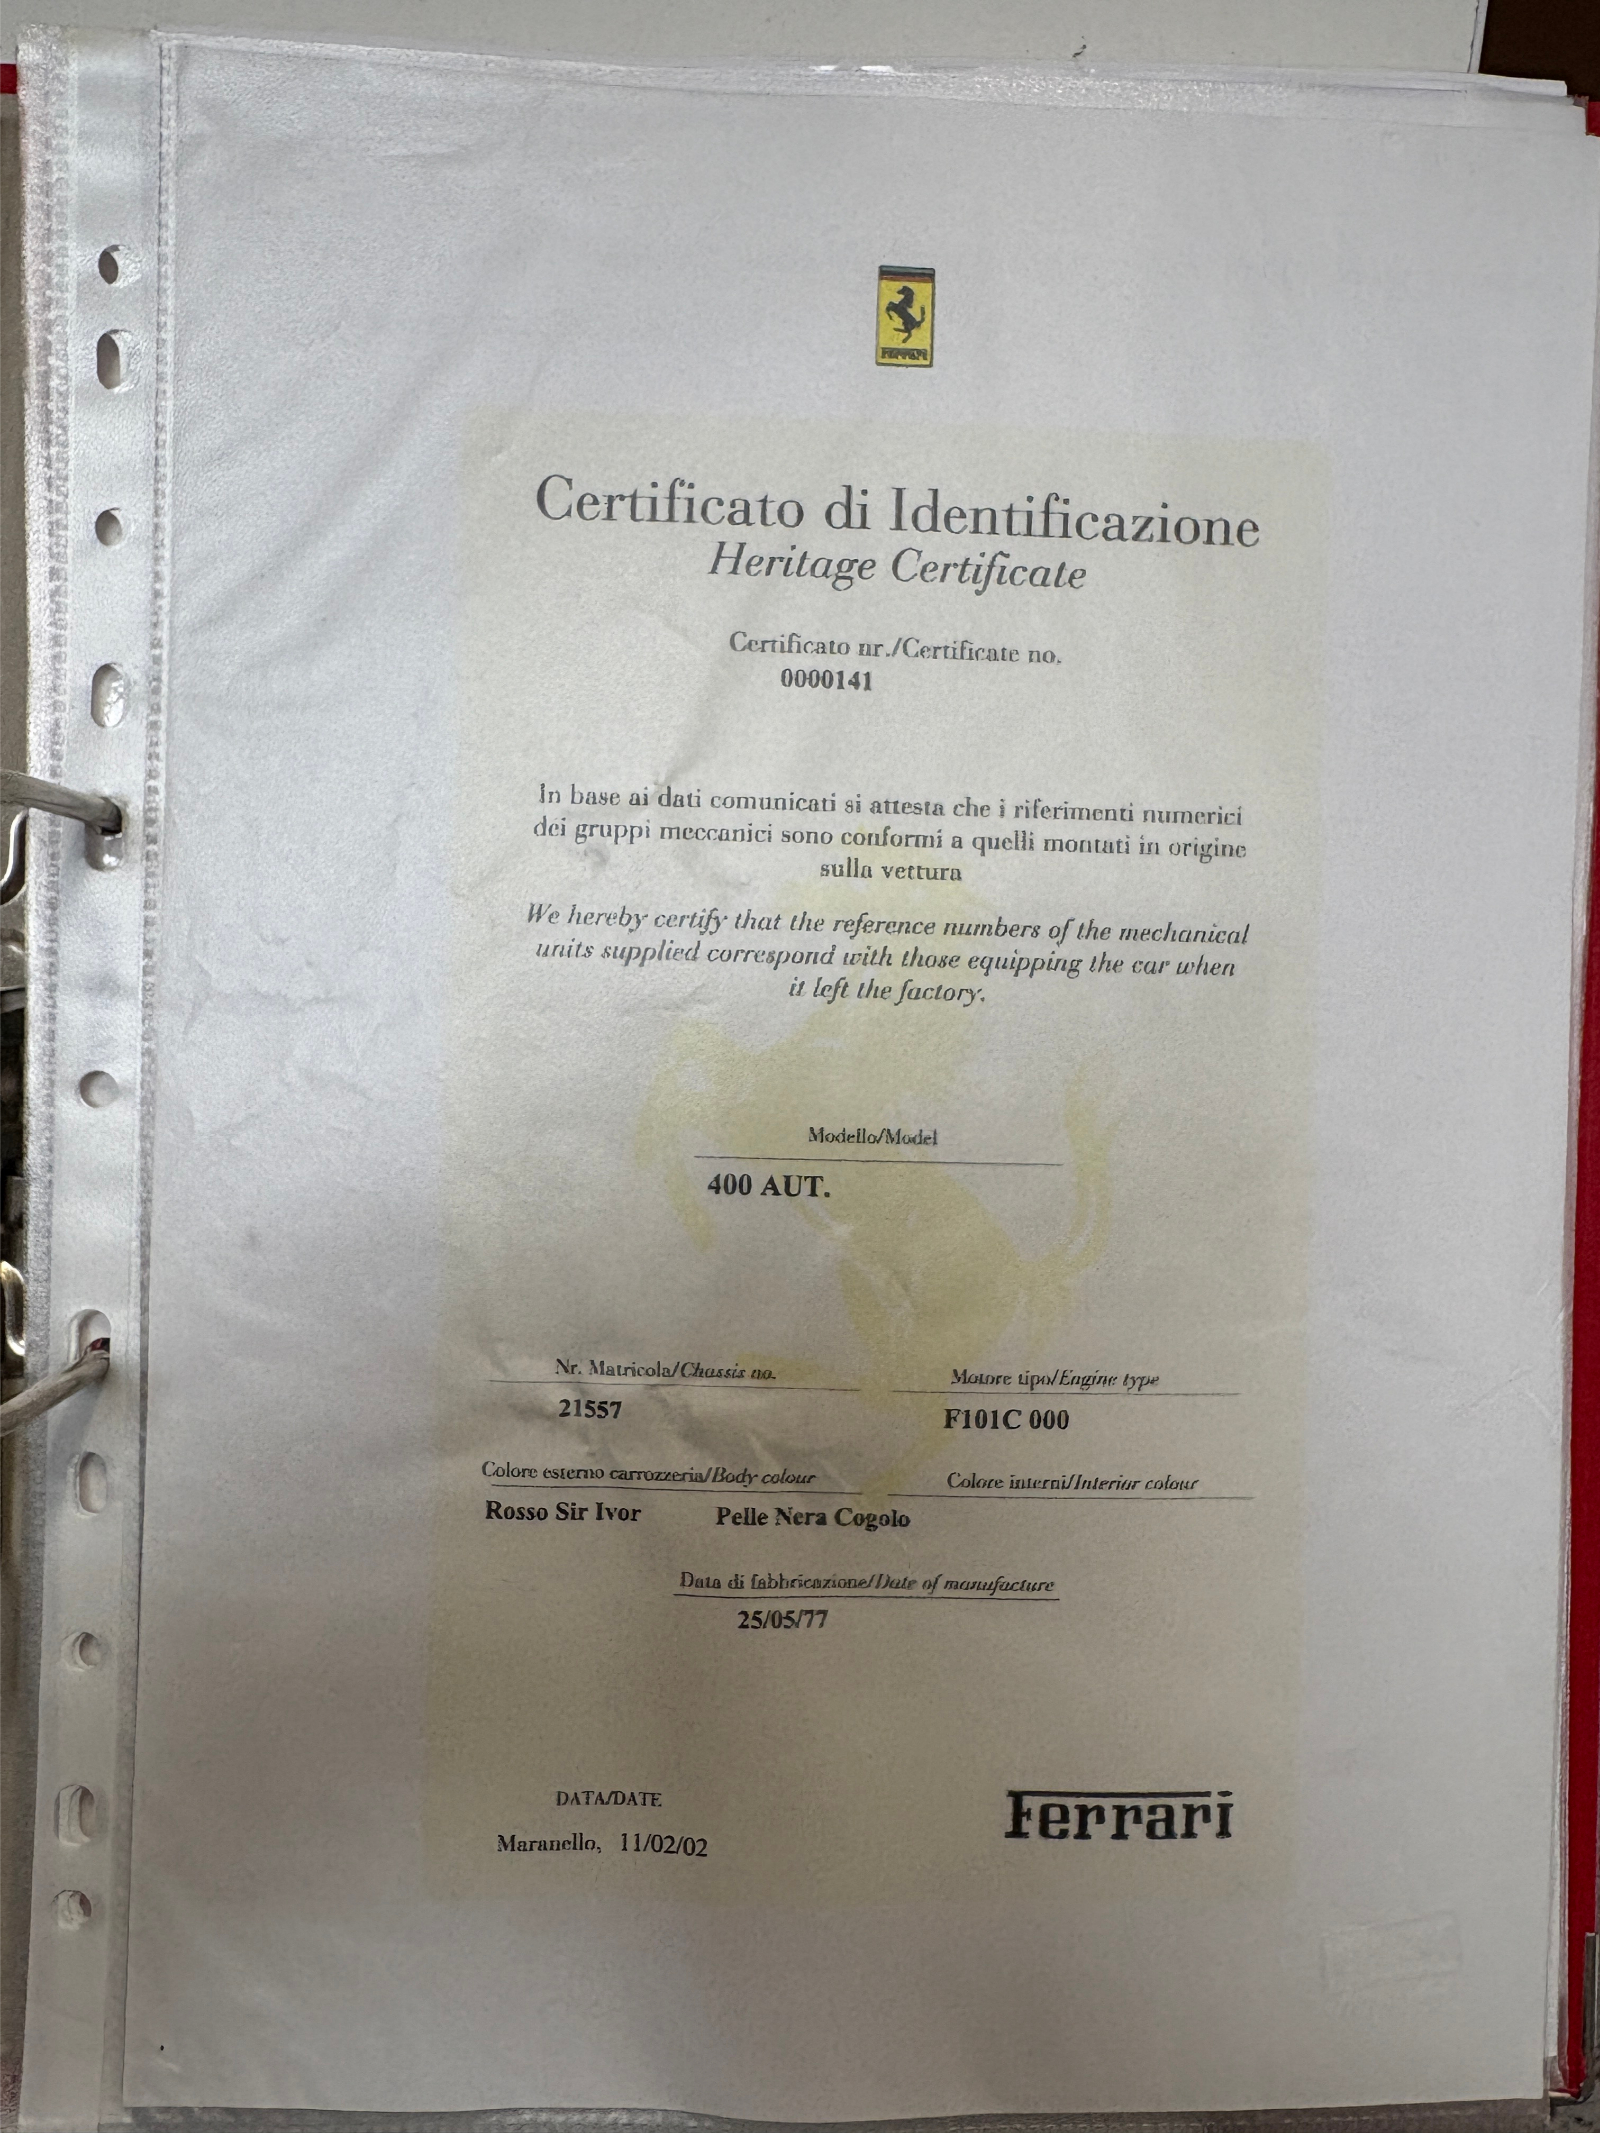 Ferrari
Certificato di Identificazione
Heritage Certificate
Certificato nr./Certificate no.
0000141
In base ai dati comunicati si attesta che i riferimenti numerici
dei gruppi meccanici sono conformi a quelli montati in origine
sulla vettura
We hereby certify that the reference numbers of the mechanical
units supplied correspond with those equipping the car when
it left the factory.
Modello/Model
400 AUT.
Nr. Matricola/Chassis no.
Motore tipo/Engine type
21557
F101C 000
Colore esterno carrozzeria/Body colour
Colore interni/Interior colour
Rosso Sir Ivor
Pelle Nera Cogolo
Data di fabbricazione/Date of manufacture
25/05/77
DATA/DATE
Ferrari
Maranello, 11/02/02